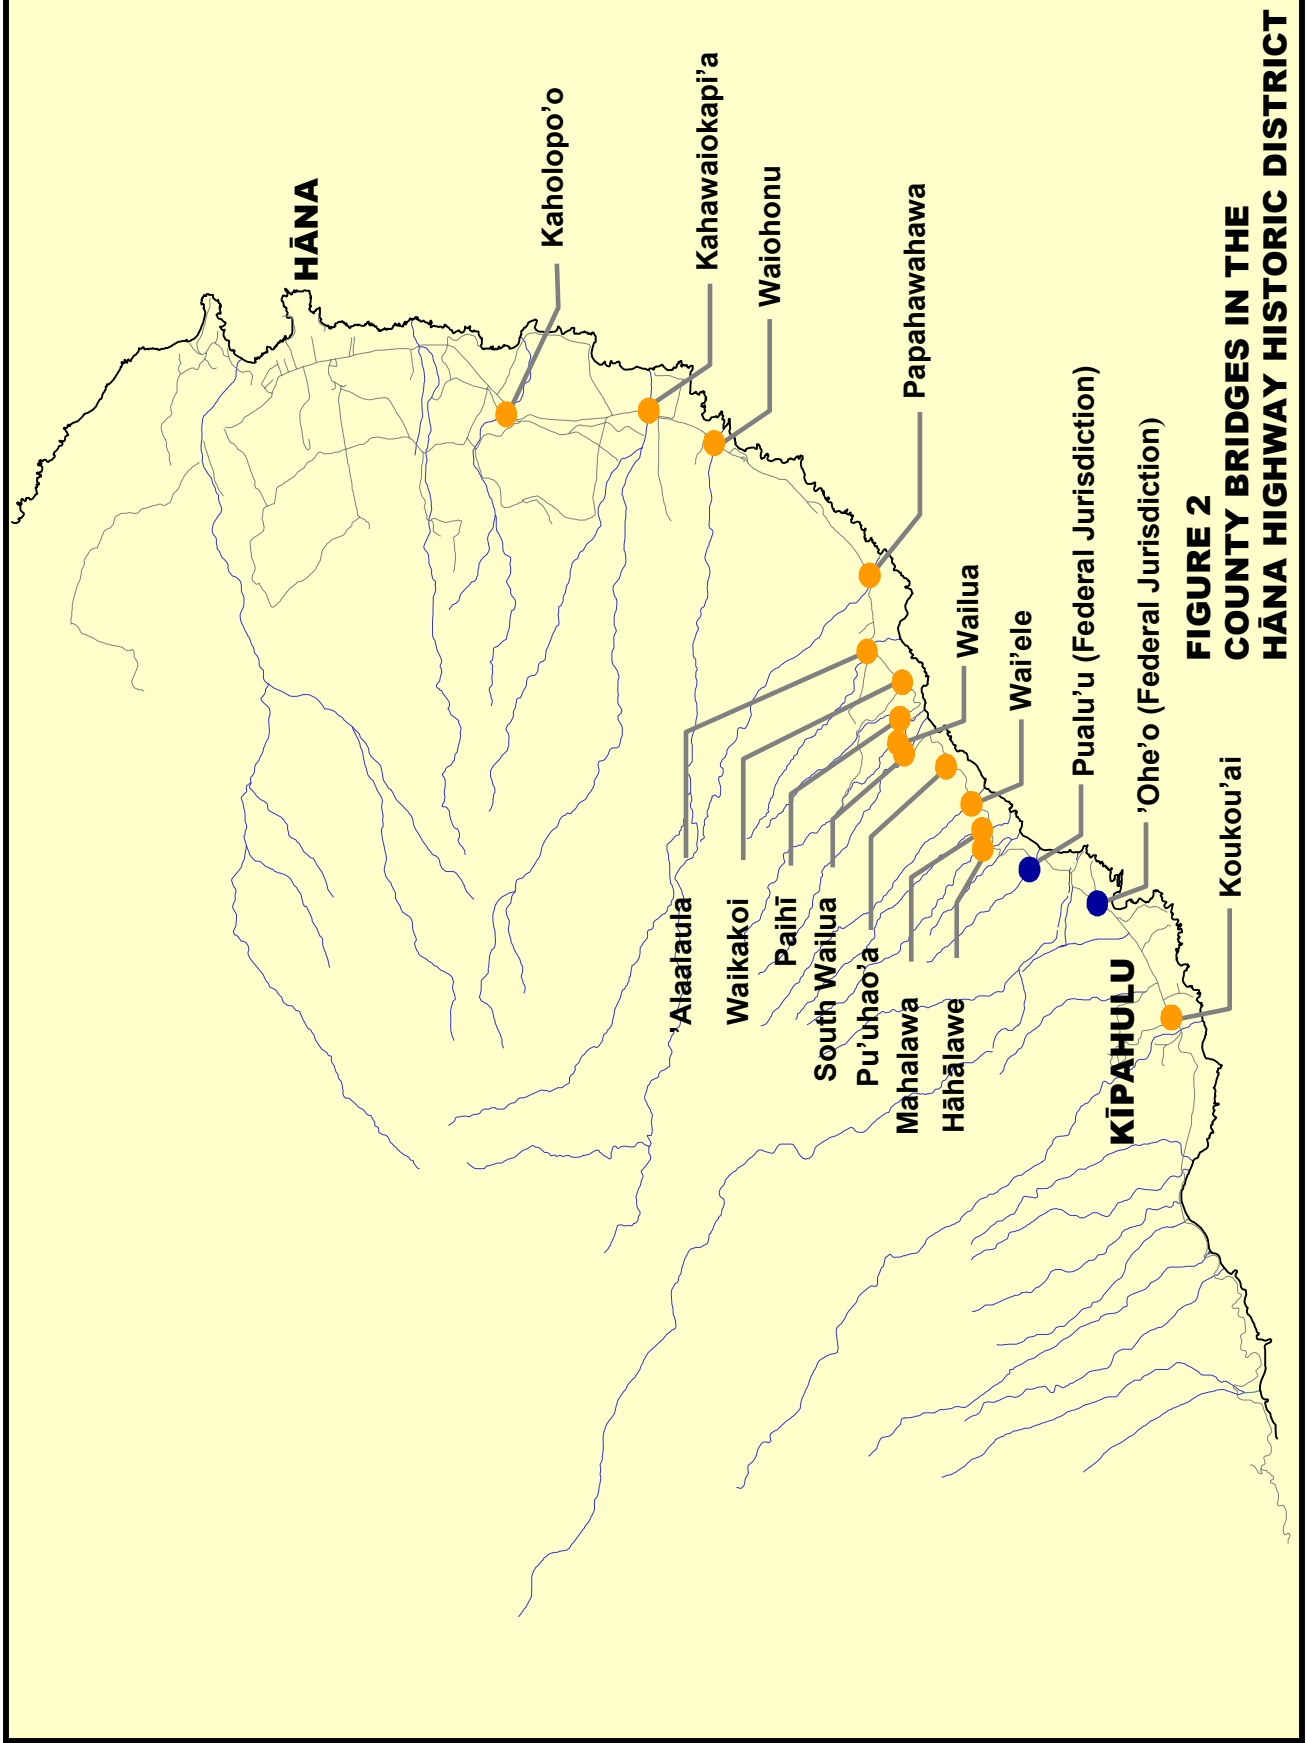 HĀNA
Kaholopo'o
Kahawaiokapi'a
Waiohonu
Papahawahawa
'Alaalaula
Waikakoi
Paihī
Wailua
South Wailua
Pu'uhao'a
Wai'ele
Mahalawa
Hāhālawe
Pualu'u (Federal Jurisdiction)
'Ohe'o (Federal Jurisdiction)
Koukou'ai
KĪPAHULU
FIGURE 2
COUNTY BRIDGES IN THE
HĀNA HIGHWAY HISTORIC DISTRICT